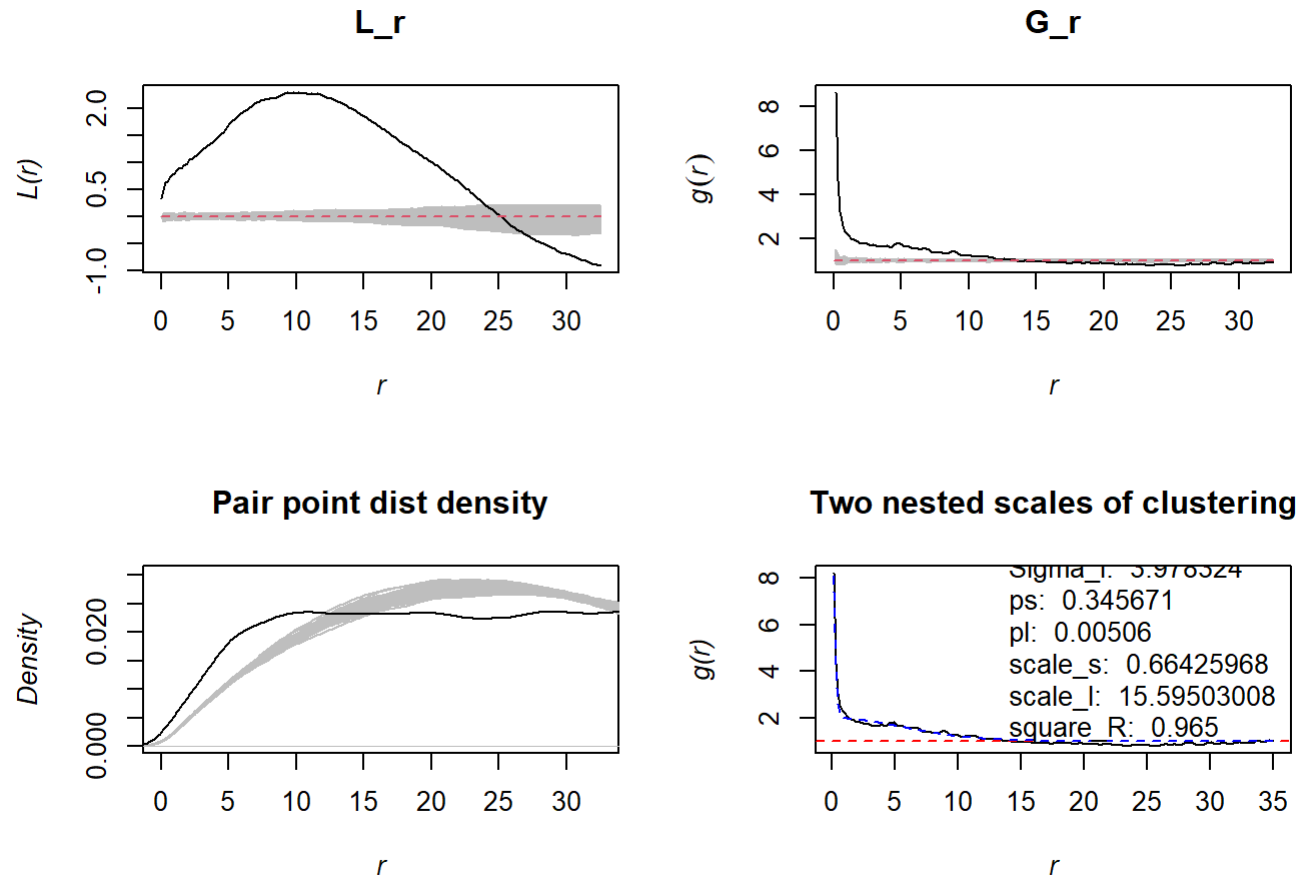 L_r
L(r)
2.0
0.5
-1.0
0 5 10 15 20 25 30
r
G_r
g(r)
8
6
4
2
0 5 10 15 20 25 30
r
Pair point dist density
Density
0.020
0.000
0 5 10 15 20 25 30
r
Two nested scales of clustering
g(r)
8
6
4
2
Sigma_l: 3.978324
ps: 0.345671
pl: 0.00506
scale_s: 0.66425968
scale_l: 15.59503008
square_R: 0.965
0 5 10 15 20 25 30 35
r